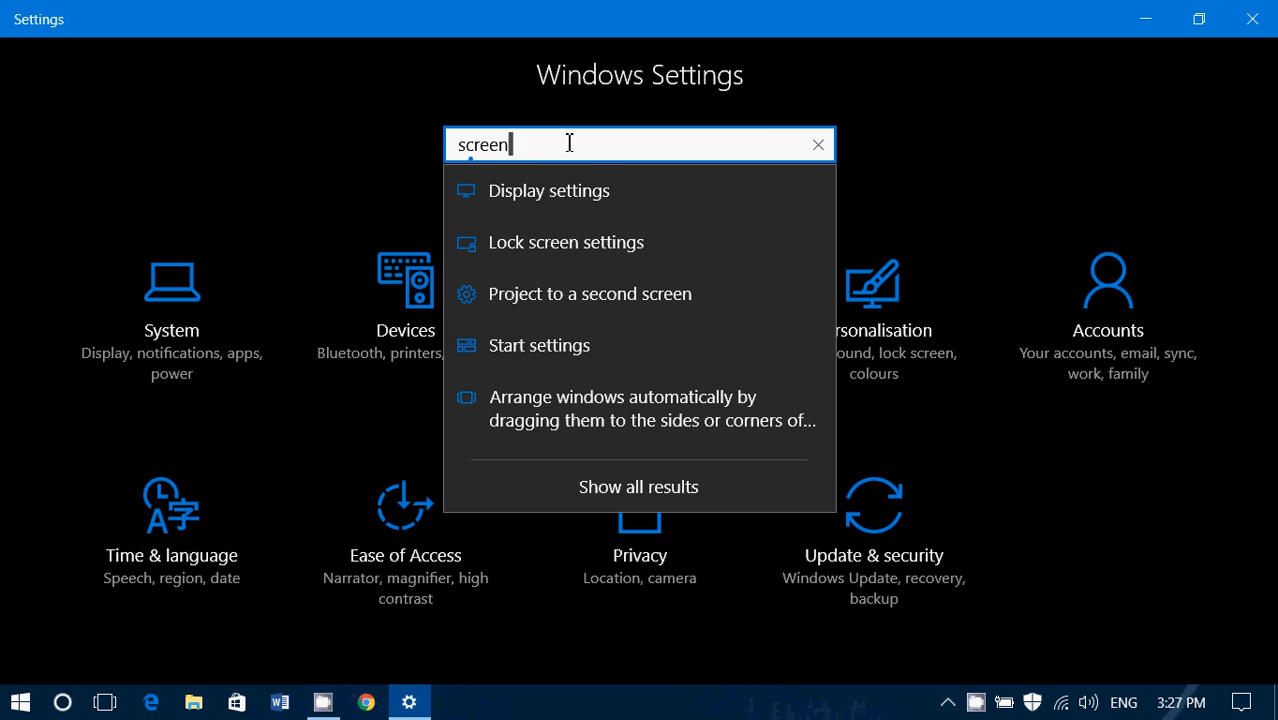 Settings
Windows Settings
screen
Display settings
Lock screen settings
Project to a second screen
Start settings
Arrange windows automatically by
dragging them to the sides or corners of...
Show all results
System
Display, notifications, apps,
power
Devices
Bluetooth, printers,
rsonalisation
ound, lock screen,
colours
Accounts
Your accounts, email, sync,
work, family
Time & language
Speech, region, date
Ease of Access
Narrator, magnifier, high
contrast
Privacy
Location, camera
Update & security
Windows Update, recovery,
backup
ENG
3:27 PM